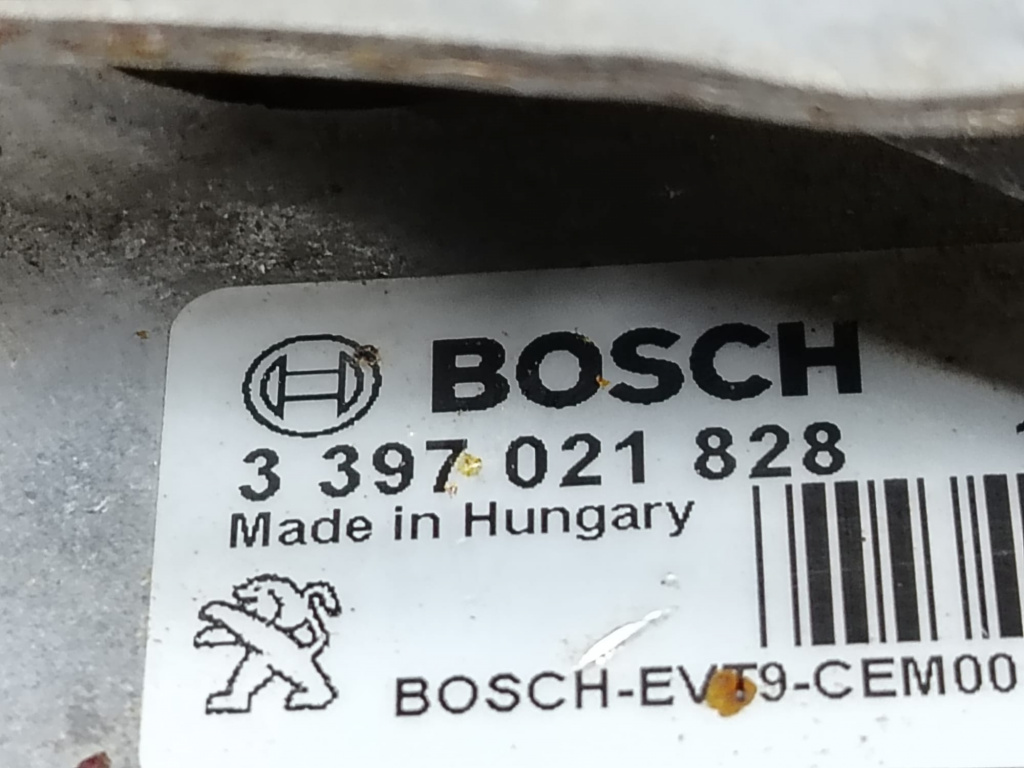 BOSCH
3 397 021 828
Made in Hungary
BOSCH-EVT9-CEM00